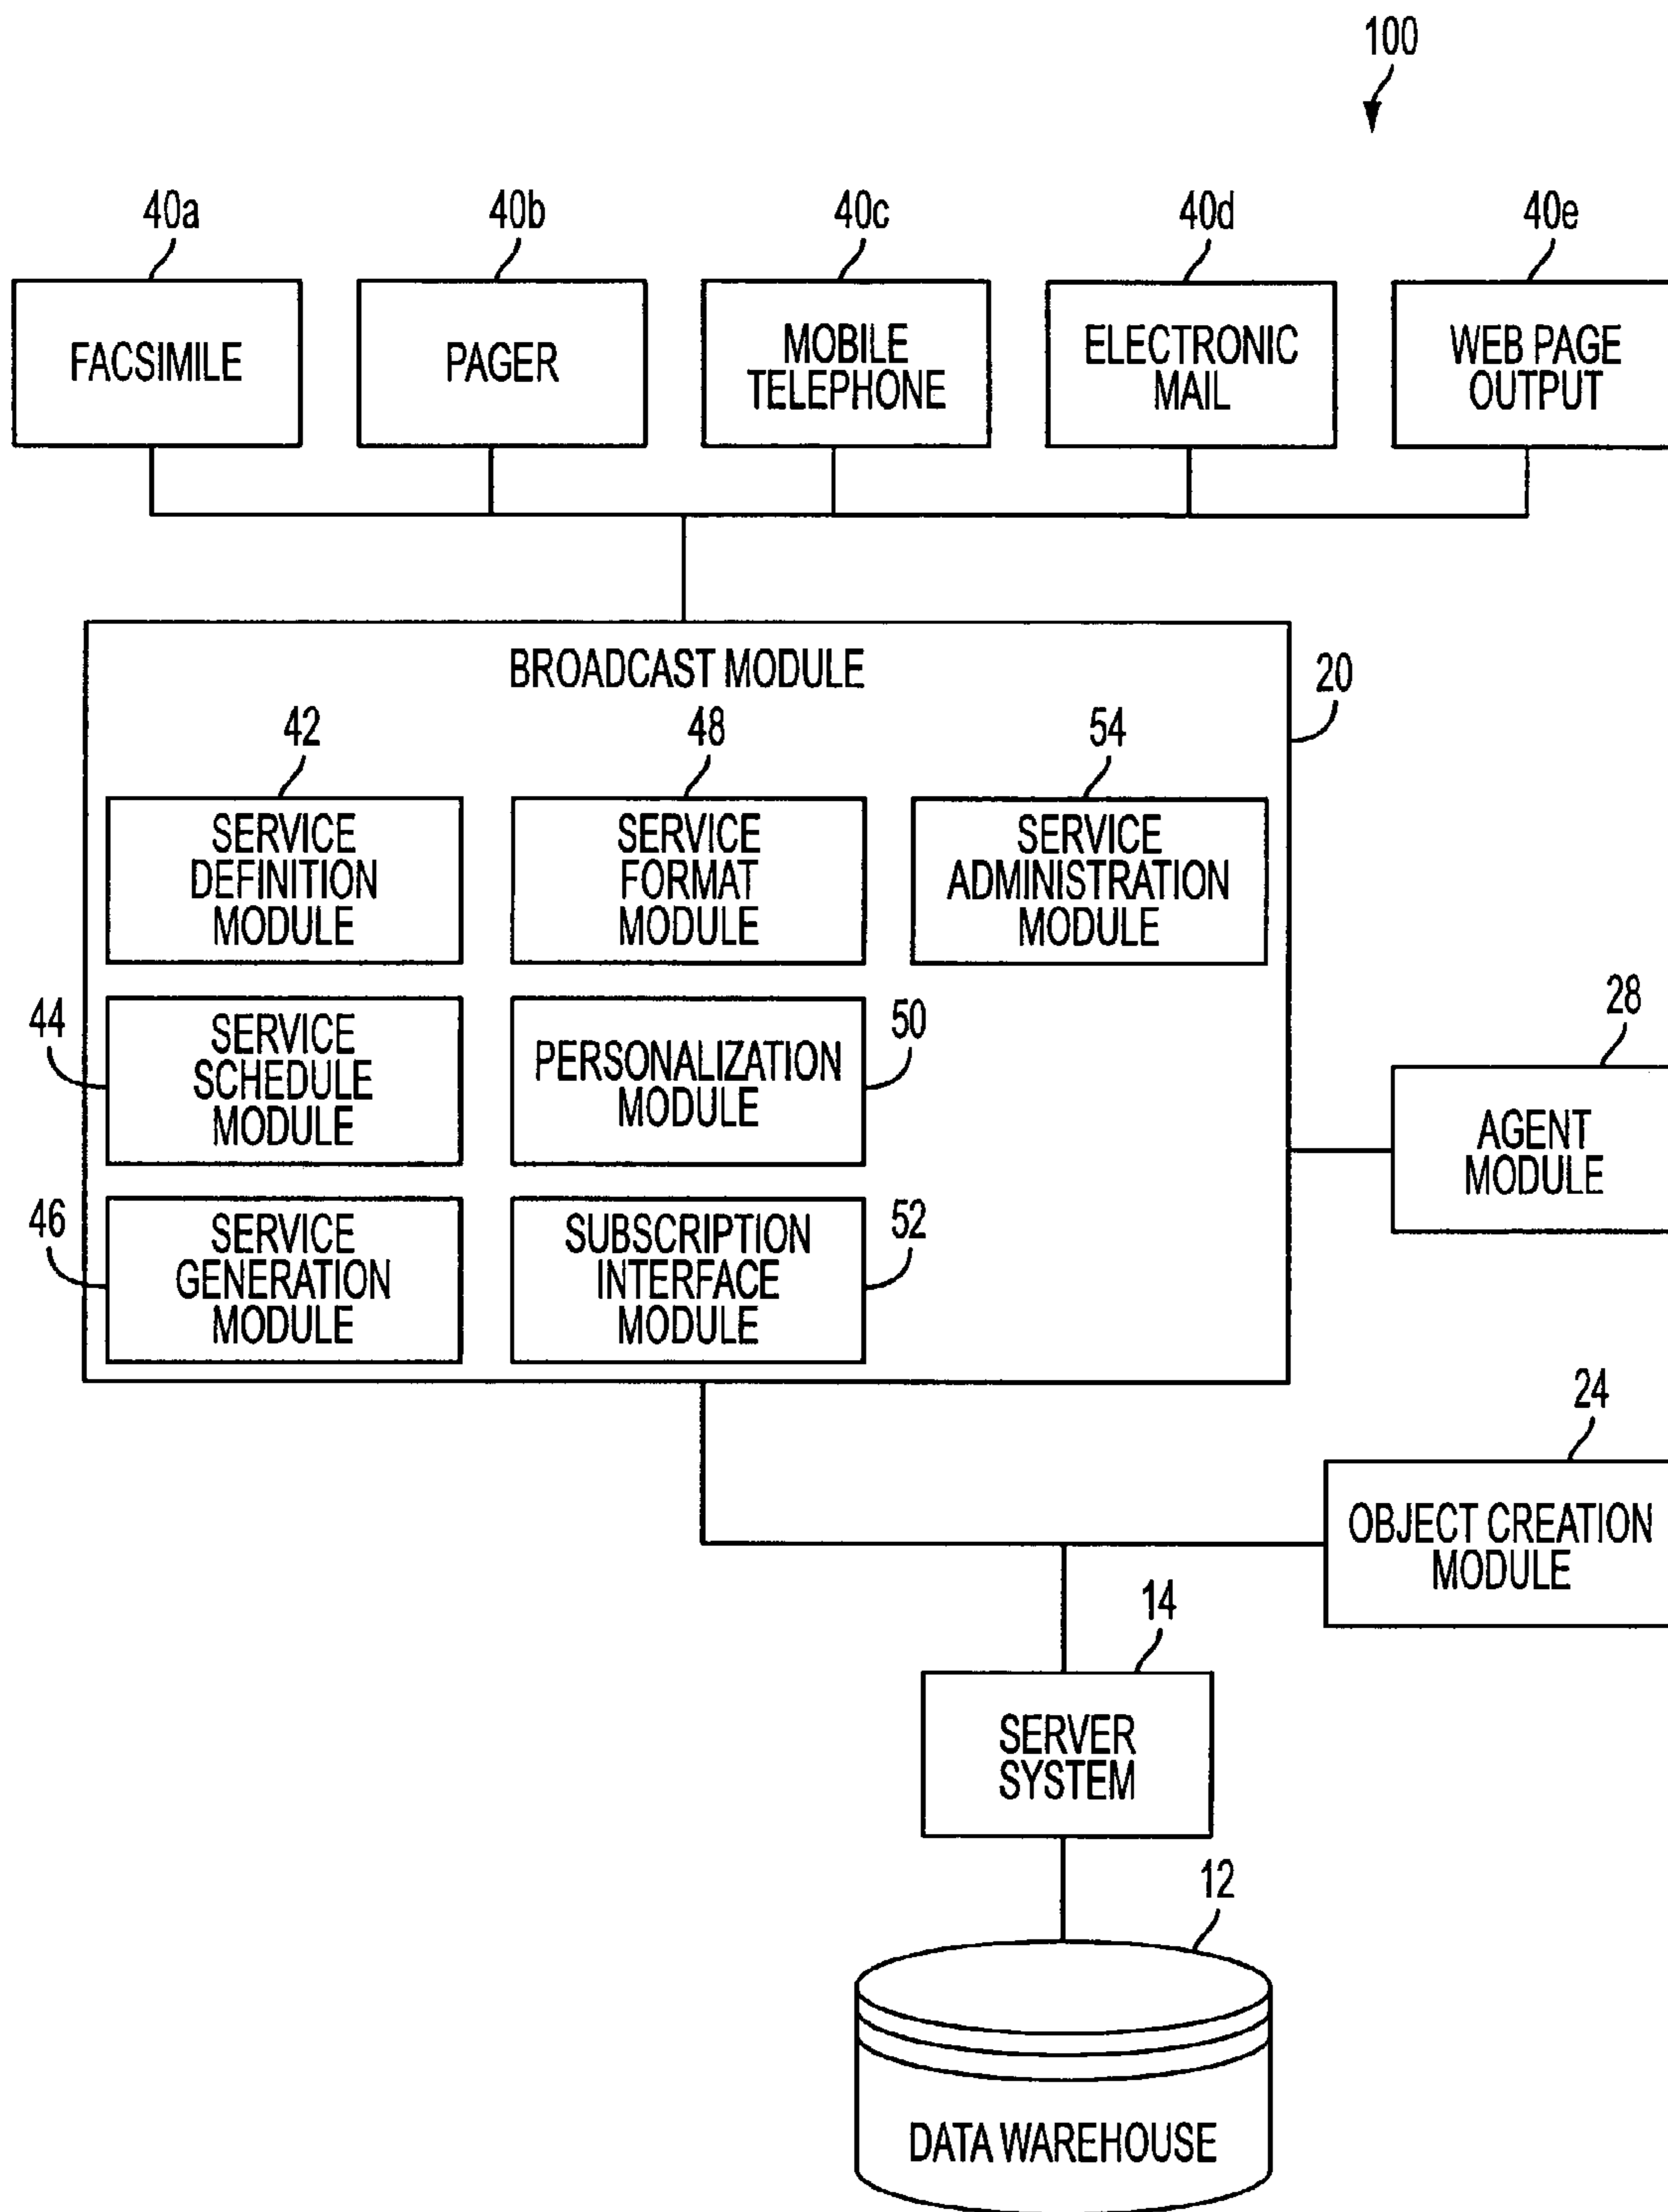 100
40a
40b
40c
40d
40e
FACSIMILE
PAGER
MOBILE
TELEPHONE
ELECTRONIC
MAIL
WEB PAGE
OUTPUT
BROADCAST MODULE
20
42
48
54
SERVICE
DEFINITION
MODULE
SERVICE
FORMAT
MODULE
SERVICE
ADMINISTRATION
MODULE
44
SERVICE
SCHEDULE
MODULE
PERSONALIZATION
MODULE
50
28
AGENT
MODULE
46
SERVICE
GENERATION
MODULE
SUBSCRIPTION
INTERFACE
MODULE
52
24
OBJECT CREATION
MODULE
14
SERVER
SYSTEM
12
DATA WAREHOUSE